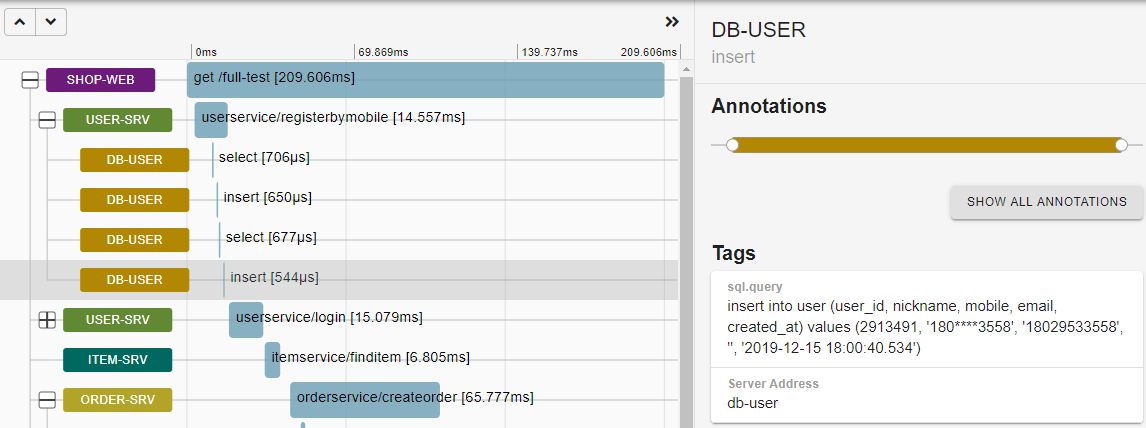 0ms 69.869ms 139.737ms 209.606ms
SHOP-WEB get /full-test [209.606ms]
USER-SRV userservice/registerbymobile [14.557ms]
DB-USER select [706μs]
DB-USER insert [650μs]
DB-USER select [677μs]
DB-USER insert [544μs]
USER-SRV userservice/login [15.079ms]
ITEM-SRV itemservice/finditem [6.805ms]
ORDER-SRV orderservice/createorder [65.777ms]
DB-USER
insert
Annotations
SHOW ALL ANNOTATIONS
Tags
sql.query
insert into user (user_id, nickname, mobile, email,
created_at) values (2913491, '180****3558', '18029533558',
'', '2019-12-15 18:00:40.534')
Server Address
db-user